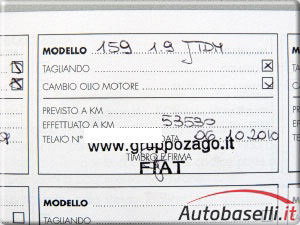 MODELLO 159 1.9 JTDM
TAGLIANDO
CAMBIO OLIO MOTORE
PREVISTO A KM
EFFETTUATO A KM 53530
TELAIO N° DATA 06.10.2010
www.gruppozago.it
TIMBRO E FIRMA
FIAT
MODELLO
TAGLIANDO
Autobaselli.it